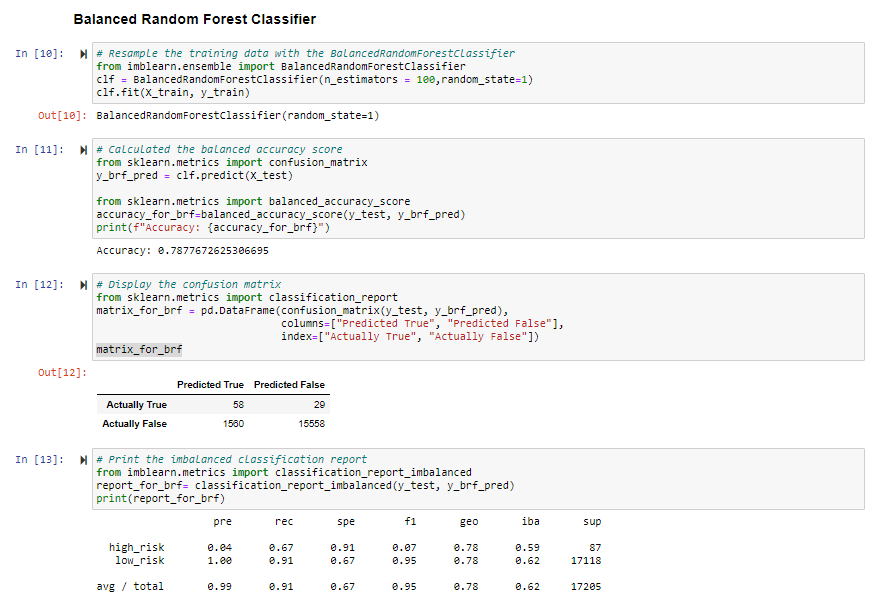 Balanced Random Forest Classifier
In [10]:
# Resample the training data with the BalancedRandomForestClassifier
from imblearn.ensemble import BalancedRandomForestClassifier
clf = BalancedRandomForestClassifier(n_estimators = 100,random_state=1)
clf.fit(X_train, y_train)
Out[10]: BalancedRandomForestClassifier(random_state=1)
In [11]:
# Calculated the balanced accuracy score
from sklearn.metrics import confusion_matrix
y_brf_pred = clf.predict(X_test)
from sklearn.metrics import balanced_accuracy_score
accuracy_for_brf=balanced_accuracy_score(y_test, y_brf_pred)
print(f"Accuracy: {accuracy_for_brf}")
Accuracy: 0.7877672625306695
In [12]:
# Display the confusion matrix
from sklearn.metrics import classification_report
matrix_for_brf = pd.DataFrame(confusion_matrix(y_test, y_brf_pred),
columns=["Predicted True", "Predicted False"],
index=["Actually True", "Actually False"])
matrix_for_brf
Out[12]:
Predicted True Predicted False
Actually True 58 29
Actually False 1560 15558
In [13]:
# Print the imbalanced classification report
from imblearn.metrics import classification_report_imbalanced
report_for_brf= classification_report_imbalanced(y_test, y_brf_pred)
print(report_for_brf)
pre rec spe f1 geo iba sup
high_risk 0.04 0.67 0.91 0.07 0.78 0.59 87
low_risk 1.00 0.91 0.67 0.95 0.78 0.62 17118
avg / total 0.99 0.91 0.67 0.95 0.78 0.62 17205